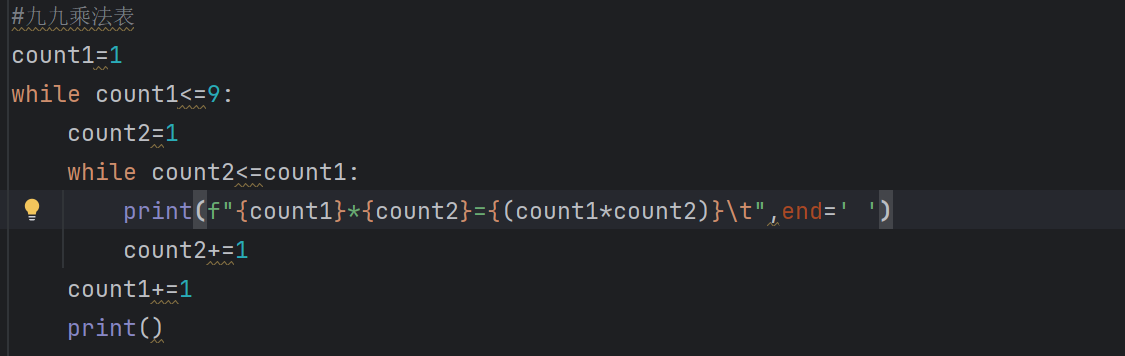 #九九乘法表
count1=1
while count1<=9:
    count2=1
    while count2<=count1:
        print(f"{count1}*{count2}={(count1*count2)}\t",end=' ')
        count2+=1
    count1+=1
    print()